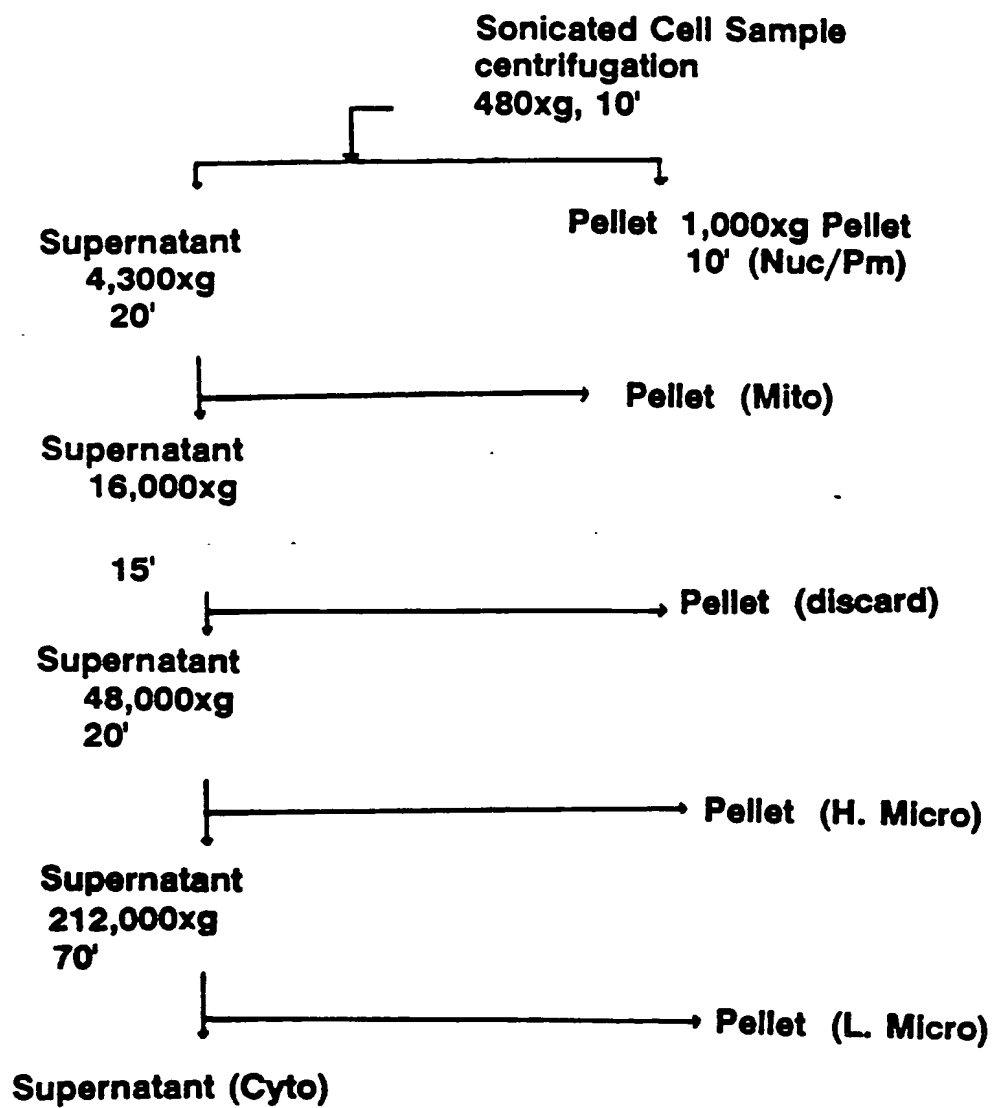 Sonicated Cell Sample
centrifugation
480xg, 10'
Supernatant
4,300xg
20'
Pellet 1,000xg Pellet
10' (Nuc/Pm)
Pellet (Mito)
Supernatant
16,000xg
15'
Pellet (discard)
Supernatant
48,000xg
20'
Pellet (H. Micro)
Supernatant
212,000xg
70'
Pellet (L. Micro)
Supernatant (Cyto)